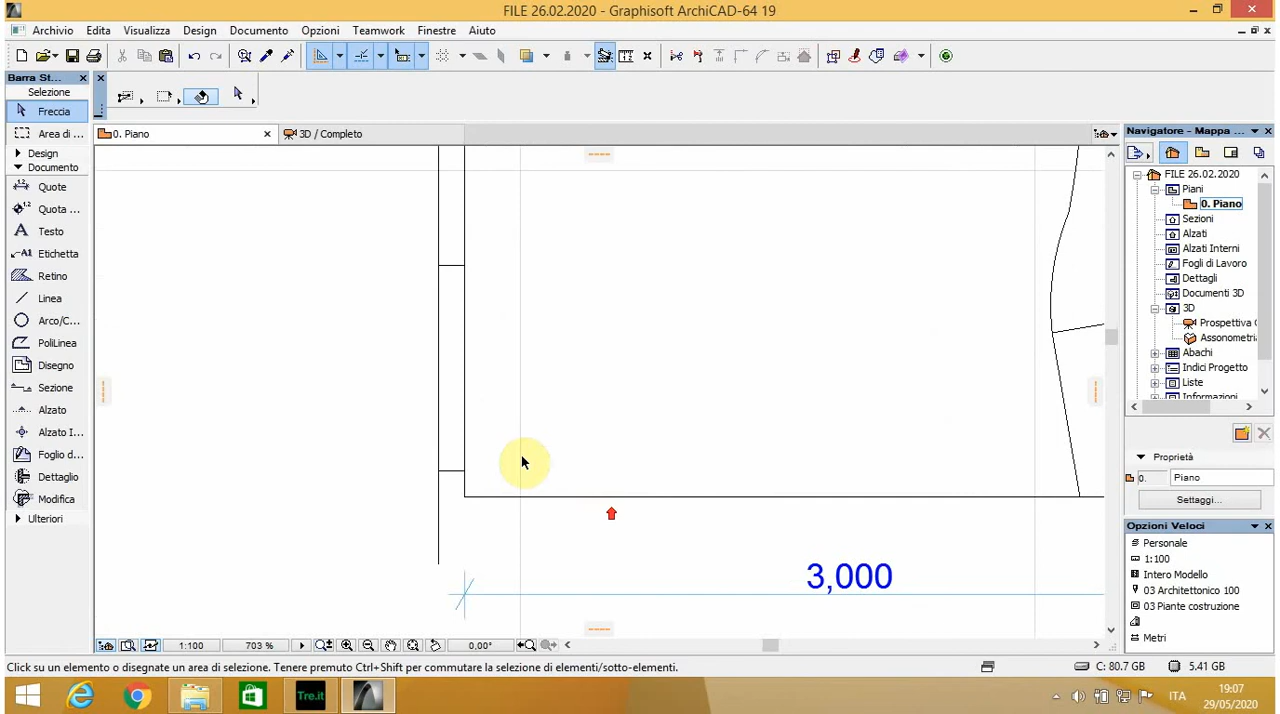 FILE 26.02.2020 - Graphisoft ArchiCAD-64 19
Archivio Edita Visualizza Design Documento Opzioni Teamwork Finestre Aiuto
Barra St...
Selezione
Freccia
Area di ...
Design
Documento
Quote
Quota ...
Testo
Etichetta
Retino
Linea
Arco/C...
PoliLinea
Disegno
Sezione
Alzato
Alzato I...
Foglio d...
Dettaglio
Modifica
Ulteriori
0. Piano
3D / Completo
3,000
Navigatore - Mappa ...
FILE 26.02.2020
Piani
0. Piano
Sezioni
Alzati
Alzati Interni
Fogli di Lavoro
Dettagli
Documenti 3D
3D
Prospettiva G
Assonometria
Abachi
Indici Progetto
Liste
Informazioni
Proprietà
0. Piano
Settaggi...
Opzioni Veloci
Personale
1:100
Intero Modello
03 Architettonico 100
03 Piante costruzione
Metri
1:100 703 % 0,00°
Click su un elemento o disegnate un area di selezione. Tenere premuto Ctrl+Shift per commutare la selezione di elementi/sotto-elementi.
C: 80.7 GB 5.41 GB
Tre.it
ITA
19:07
29/05/2020